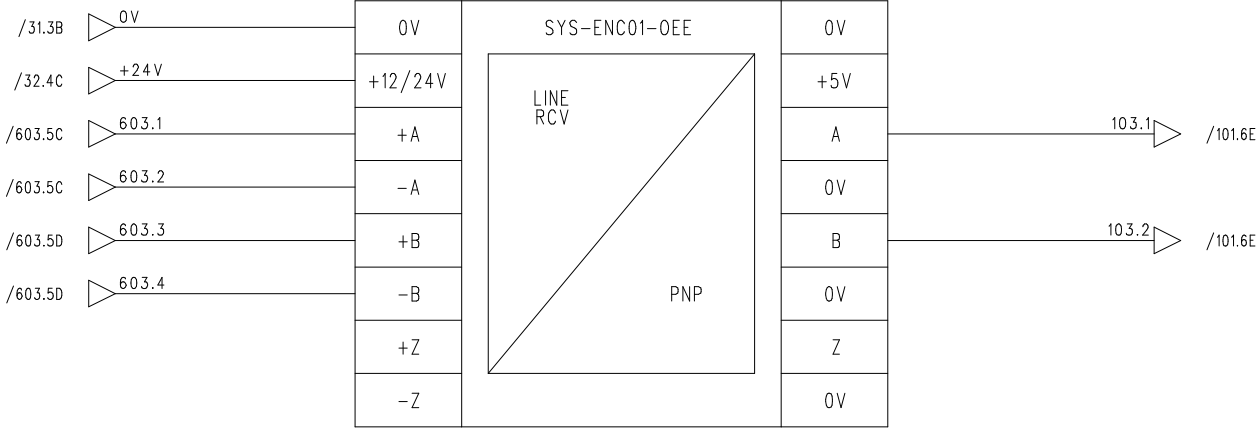 /31.3B 0V 0V SYS-ENC01-OEE 0V
/32.4C +24V +12/24V +5V
LINE
RCV
/603.5C 603.1 +A A 103.1 /101.6E
/603.5C 603.2 -A 0V
/603.5D 603.3 +B B 103.2 /101.6E
/603.5D 603.4 -B PNP 0V
+Z Z
-Z 0V